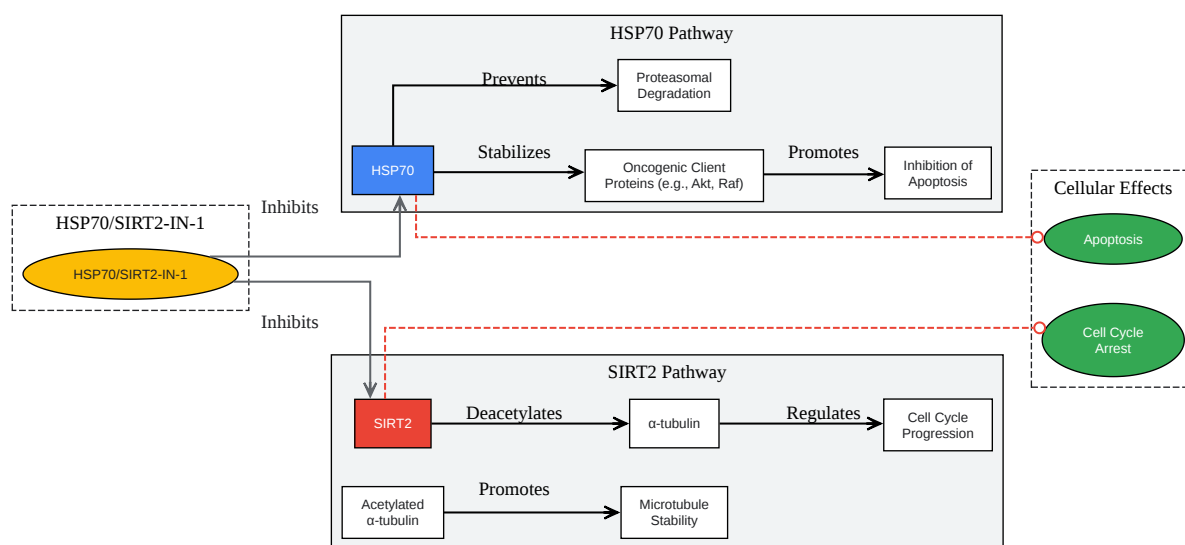 HSP70 Pathway
Prevents
Proteasomal
Degradation
HSP70
Stabilizes
Oncogenic Client
Proteins (e.g., Akt, Raf)
Promotes
Inhibition of
Apoptosis
HSP70/SIRT2-IN-1
HSP70/SIRT2-IN-1
Inhibits
Inhibits
Cellular Effects
Apoptosis
Cell Cycle
Arrest
SIRT2 Pathway
SIRT2
Deacetylates
α-tubulin
Regulates
Cell Cycle
Progression
Acetylated
α-tubulin
Promotes
Microtubule
Stability